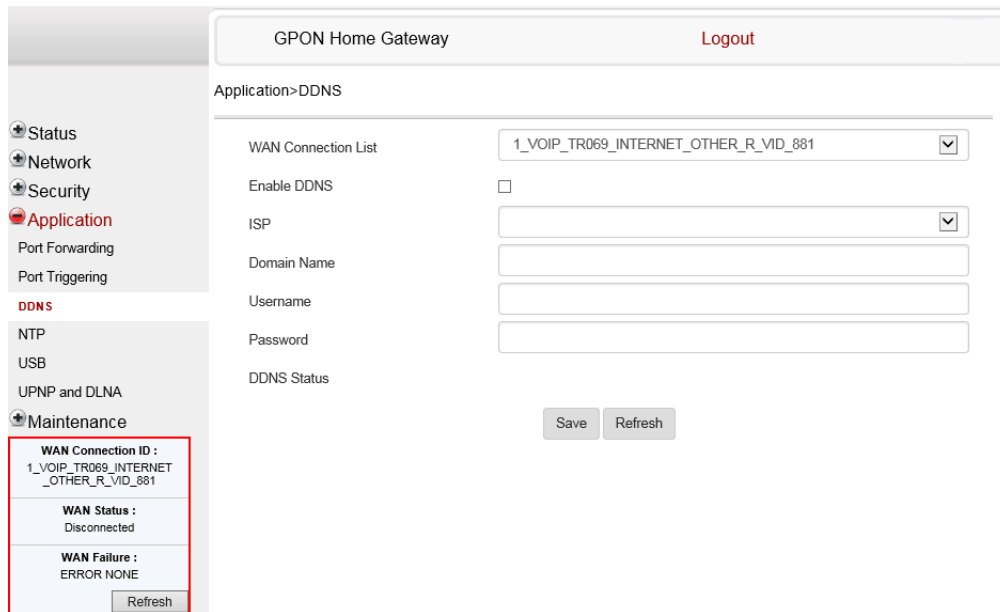 GPON Home Gateway
Logout
Application>DDNS
Status
Network
Security
Application
Port Forwarding
Port Triggering
DDNS
NTP
USB
UPNP and DLNA
Maintenance
WAN Connection ID :
1_VOIP_TR069_INTERNET
_OTHER_R_VID_881
WAN Status :
Disconnected
WAN Failure :
ERROR NONE
Refresh
WAN Connection List
1_VOIP_TR069_INTERNET_OTHER_R_VID_881
Enable DDNS
ISP
Domain Name
Username
Password
DDNS Status
Save
Refresh